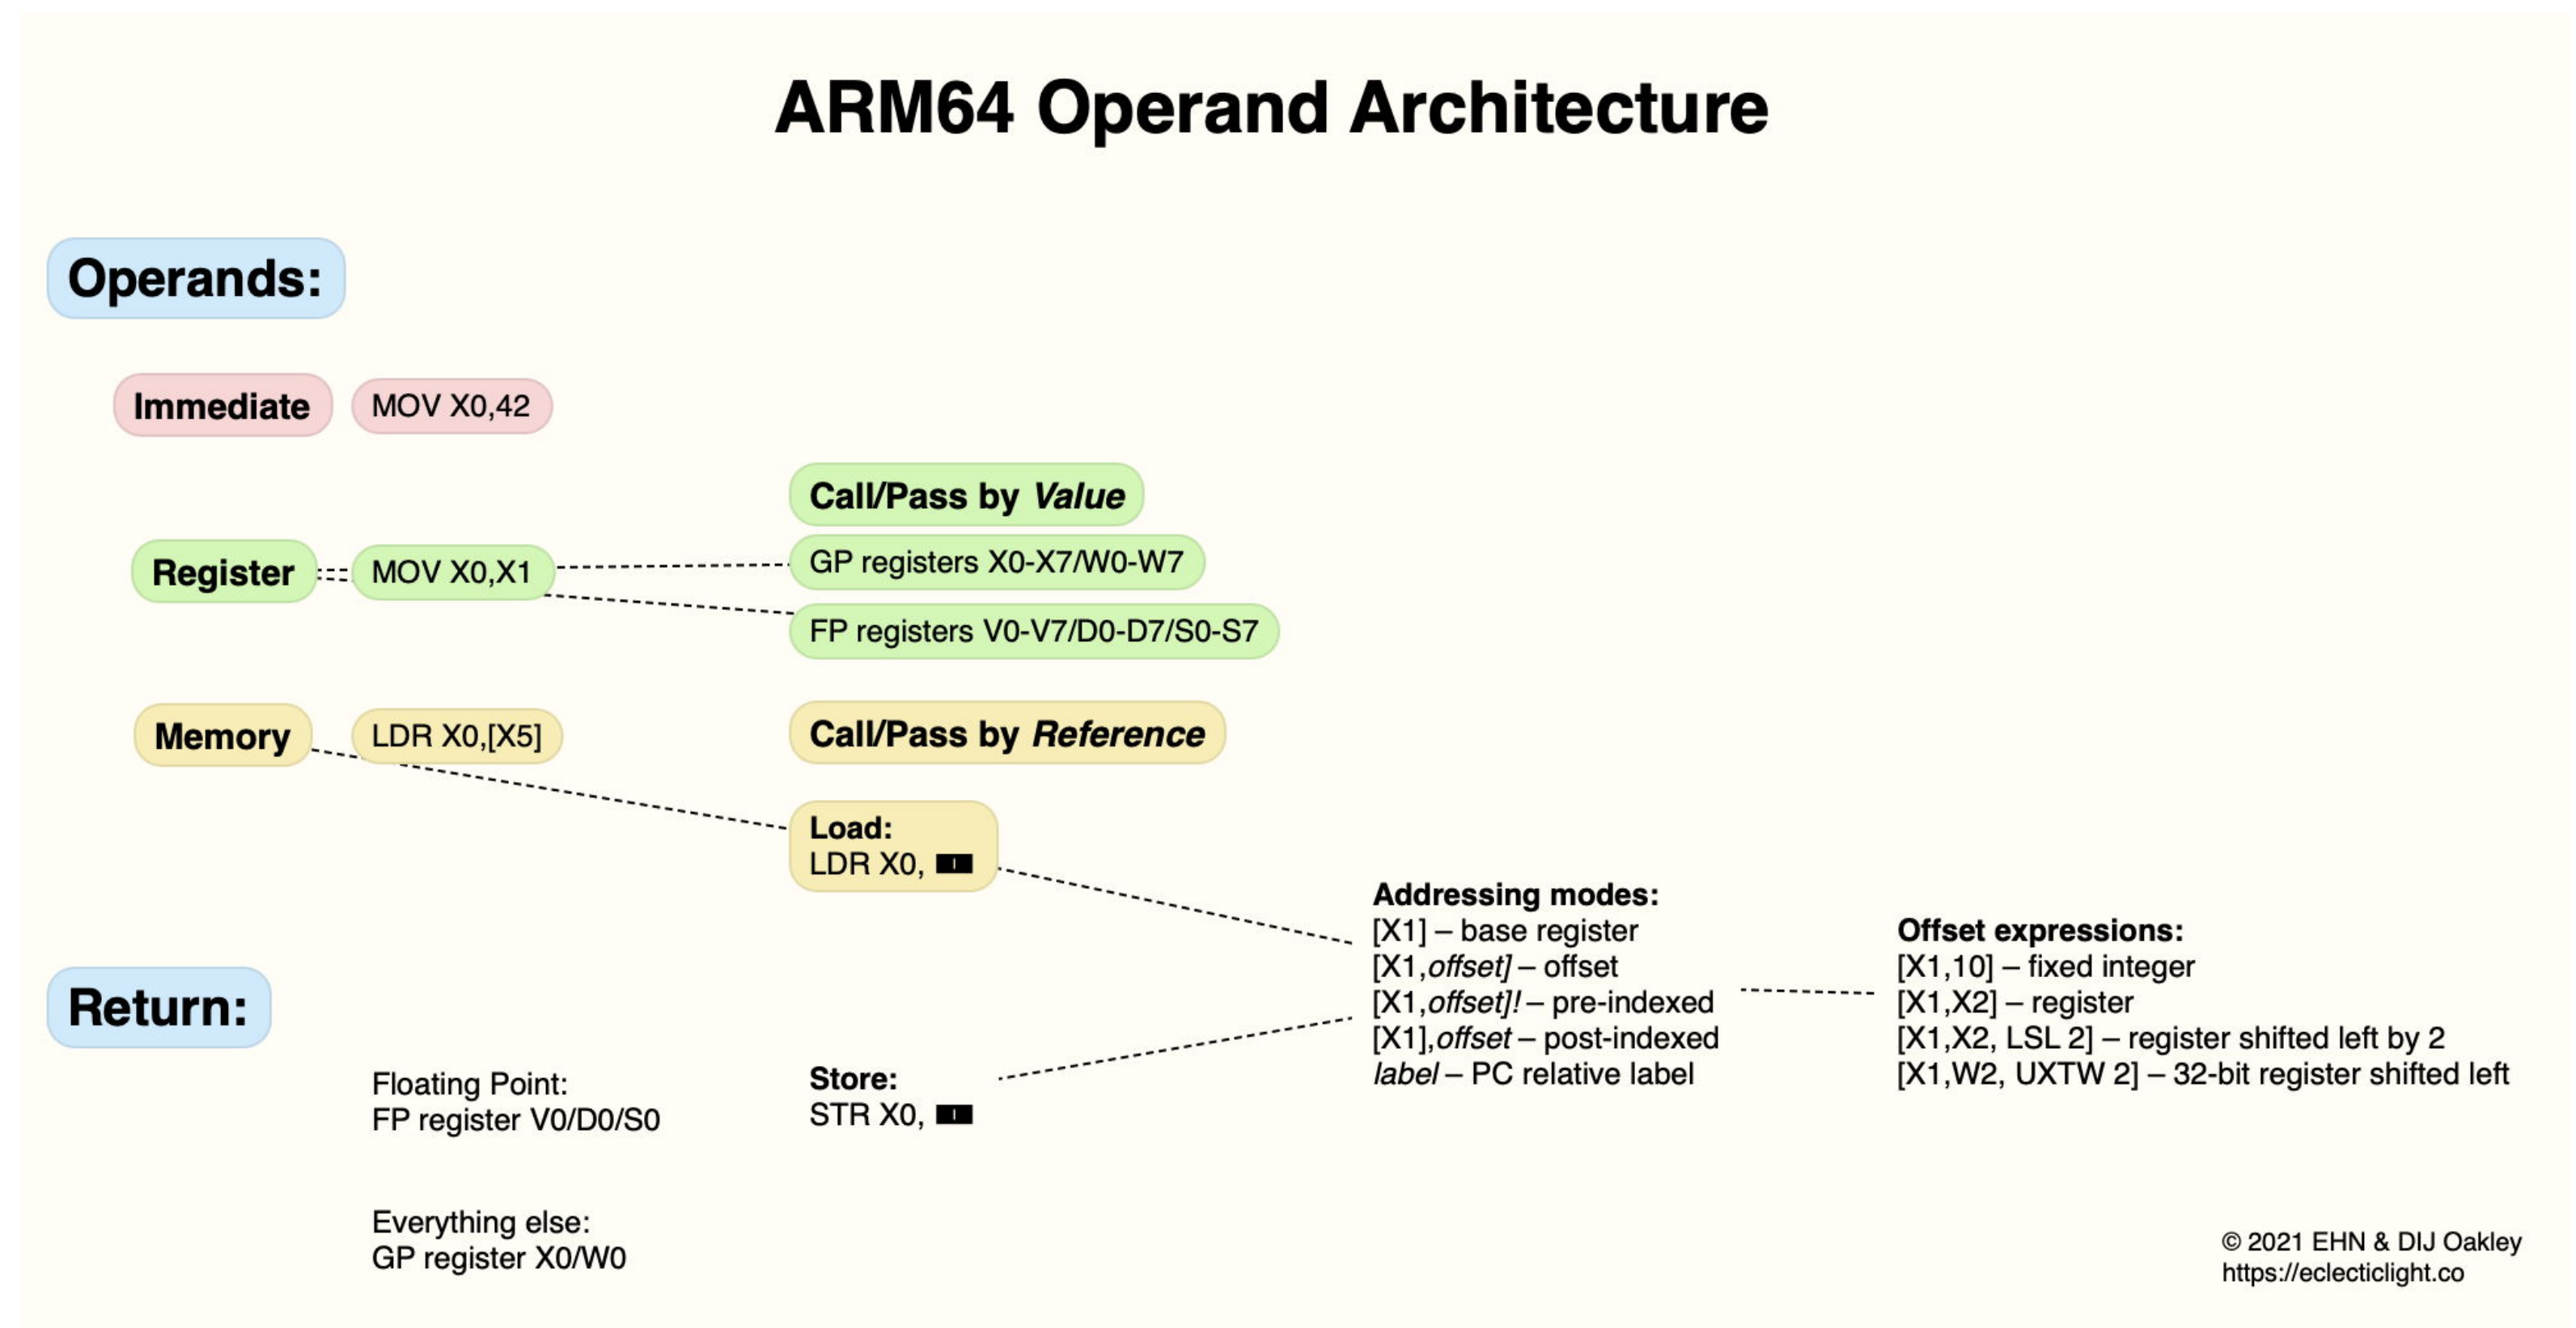 ARM64 Operand Architecture
Operands:
Immediate
MOV X0,42
Call/Pass by Value
Register
MOV X0,X1
GP registers X0-X7/W0-W7
FP registers V0-V7/D0-D7/S0-S7
Memory
LDR X0,[X5]
Call/Pass by Reference
Load:
LDR X0,
Addressing modes:
[X1] – base register
[X1,offset] – offset
[X1,offset]! – pre-indexed
[X1],offset – post-indexed
label – PC relative label
Offset expressions:
[X1,10] – fixed integer
[X1,X2] – register
[X1,X2, LSL 2] – register shifted left by 2
[X1,W2, UXTW 2] – 32-bit register shifted left
Return:
Floating Point:
FP register V0/D0/S0
Store:
STR X0,
Everything else:
GP register X0/W0
© 2021 EHN & DIJ Oakley
https://eclecticlight.co